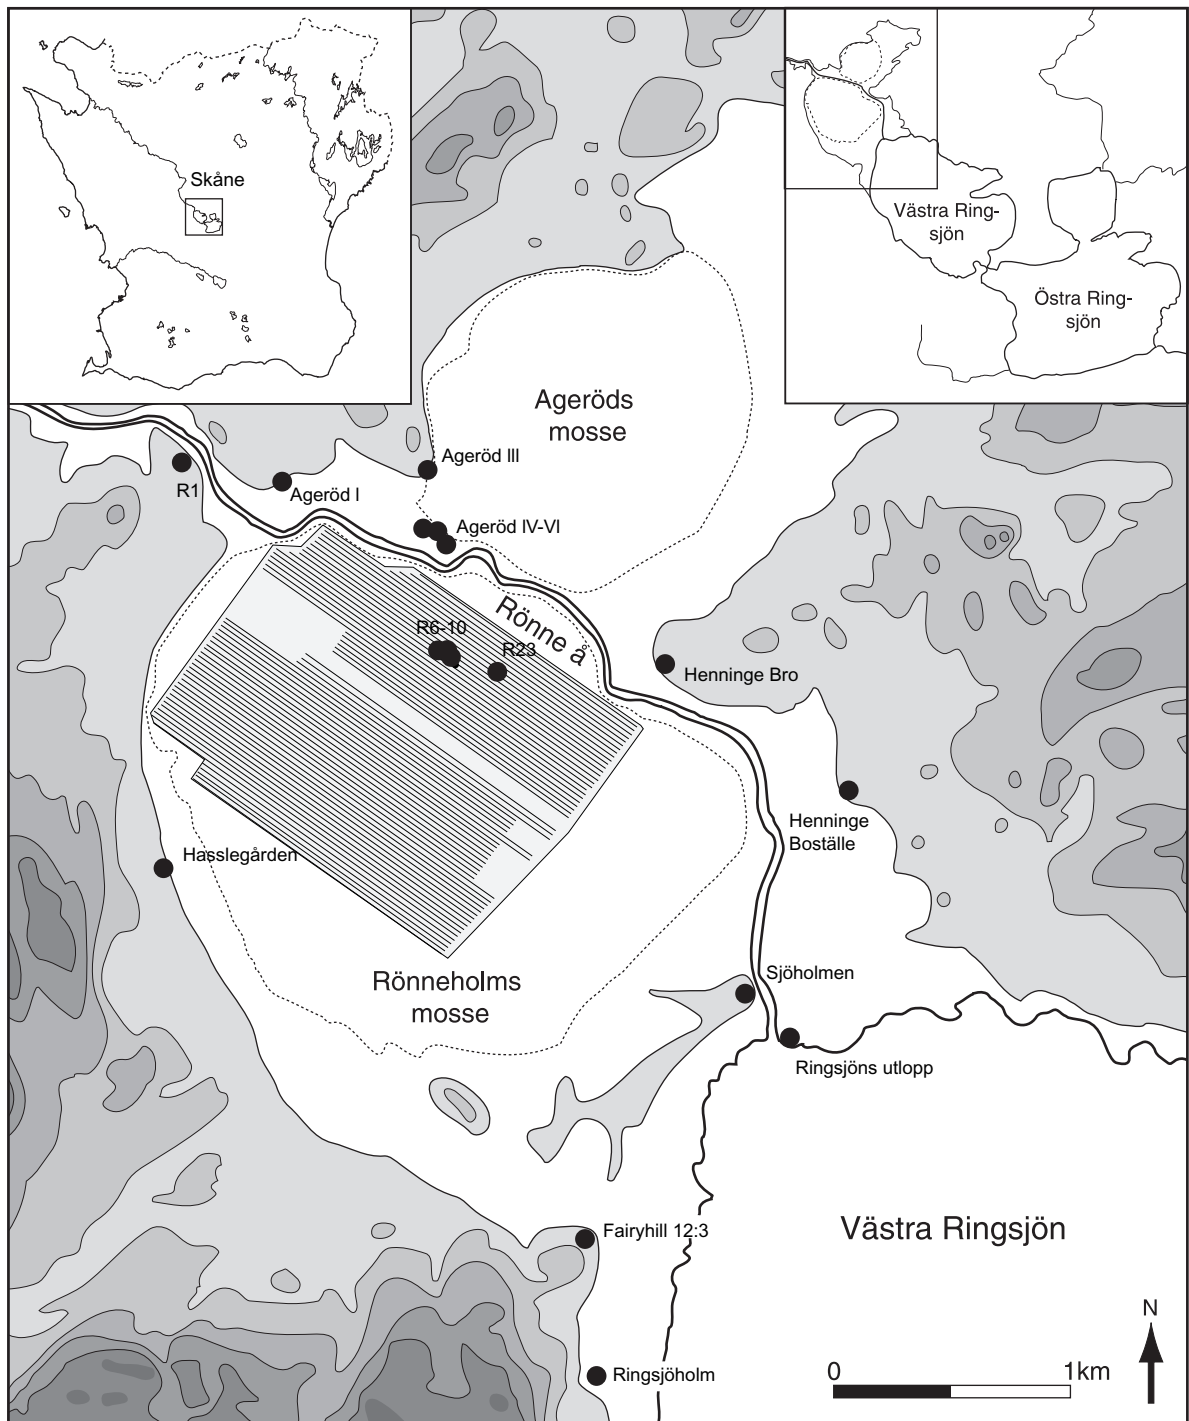 Skåne
Västra Ring-
sjön
Östra Ring-
sjön
Ageröds
mosse
Ageröd III
R1
Ageröd I
Ageröd IV-VI
Rönne å
R6-10
R23
Henninge Bro
Henninge
Boställe
Hasslegården
Sjöholmen
Rönneholms
mosse
Ringsjöns utlopp
Fairyhill 12:3
Västra Ringsjön
N
0
1km
Ringsjöholm